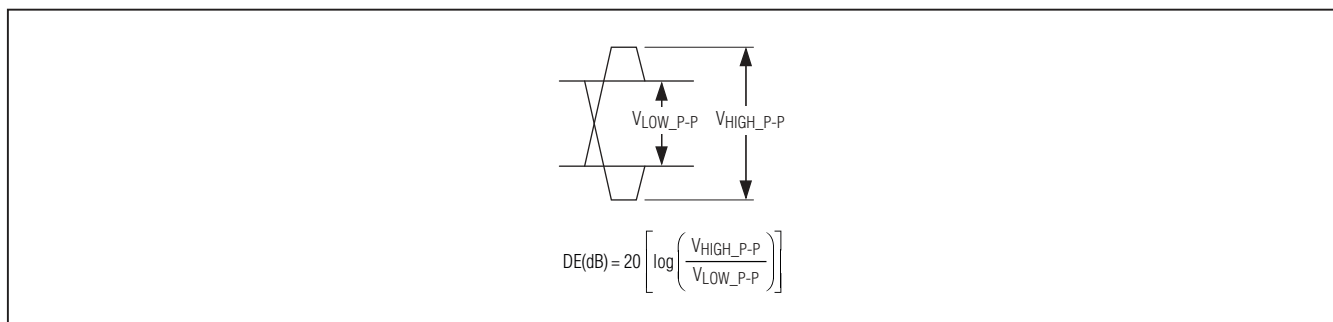 VLOW_P-P VHIGH_P-P
DE(dB) = 20 [log(VHIGH_P-P / VLOW_P-P)]